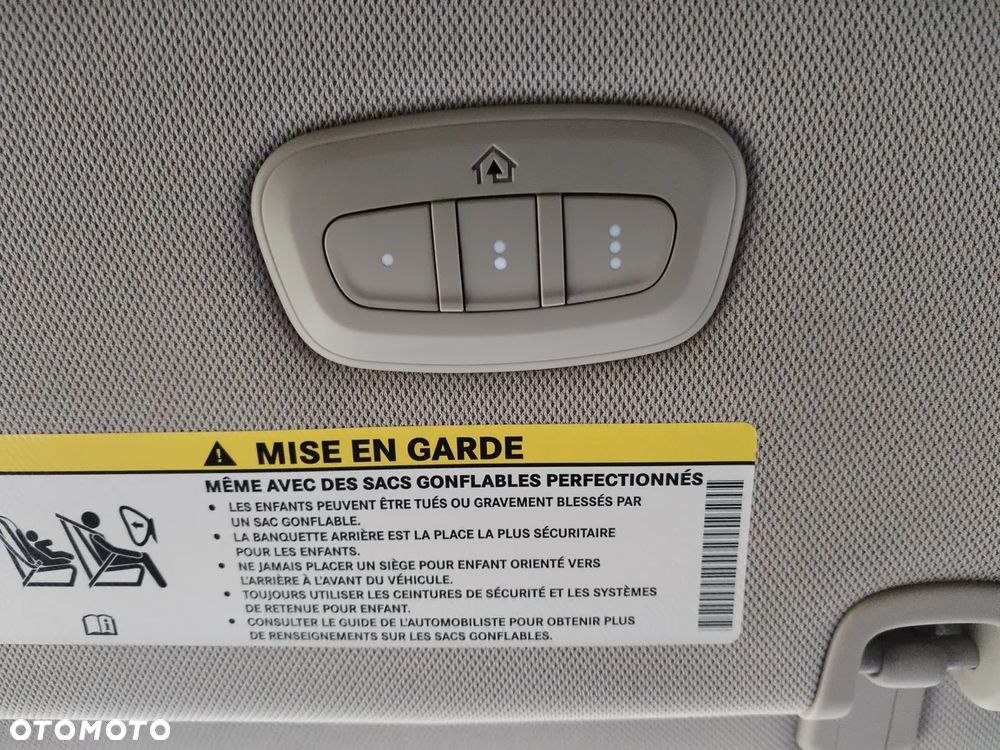 MISE EN GARDE
MÊME AVEC DES SACS GONFLABLES PERFECTIONNÉS
• LES ENFANTS PEUVENT ÊTRE TUÉS OU GRAVEMENT BLESSÉS PAR
UN SAC GONFLABLE.
• LA BANQUETTE ARRIÈRE EST LA PLACE LA PLUS SÉCURITAIRE
POUR LES ENFANTS.
• NE JAMAIS PLACER UN SIÈGE POUR ENFANT ORIENTÉ VERS
L'ARRIÈRE À L'AVANT DU VÉHICULE.
• TOUJOURS UTILISER LES CEINTURES DE SÉCURITÉ ET LES SYSTÈMES
DE RETENUE POUR ENFANT.
• CONSULTER LE GUIDE DE L'AUTOMOBILISTE POUR OBTENIR PLUS
DE RENSEIGNEMENTS SUR LES SACS GONFLABLES.
OTOMOTO